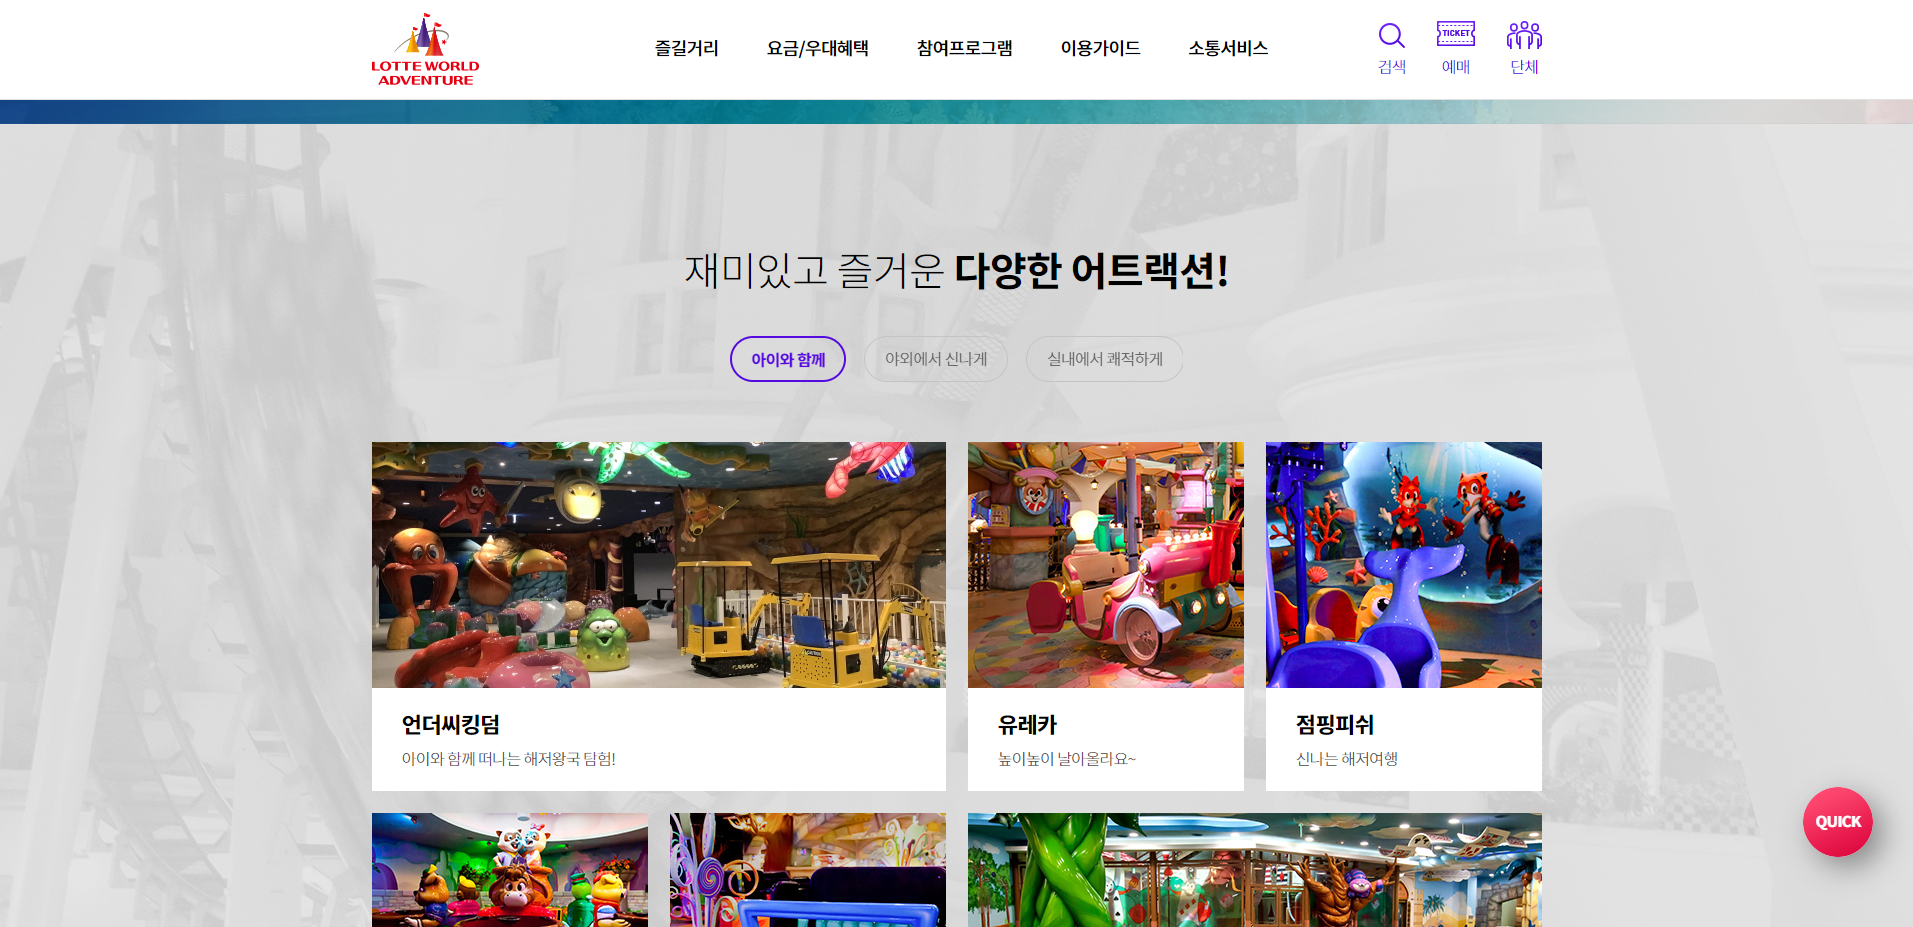 LOTTE WORLD
ADVENTURE
즐길거리
요금/우대혜택
참여프로그램
이용가이드
소통서비스
TICKET
검색
예매
단체
재미있고 즐거운 다양한 어트랙션!
아이와 함께
야외에서 신나게
실내에서 쾌적하게
언더씨킹덤
아이와 함께 떠나는 해저왕국 탐험!
유레카
높이높이 날아올라요~
점핑피쉬
신나는 해저여행
QUICK